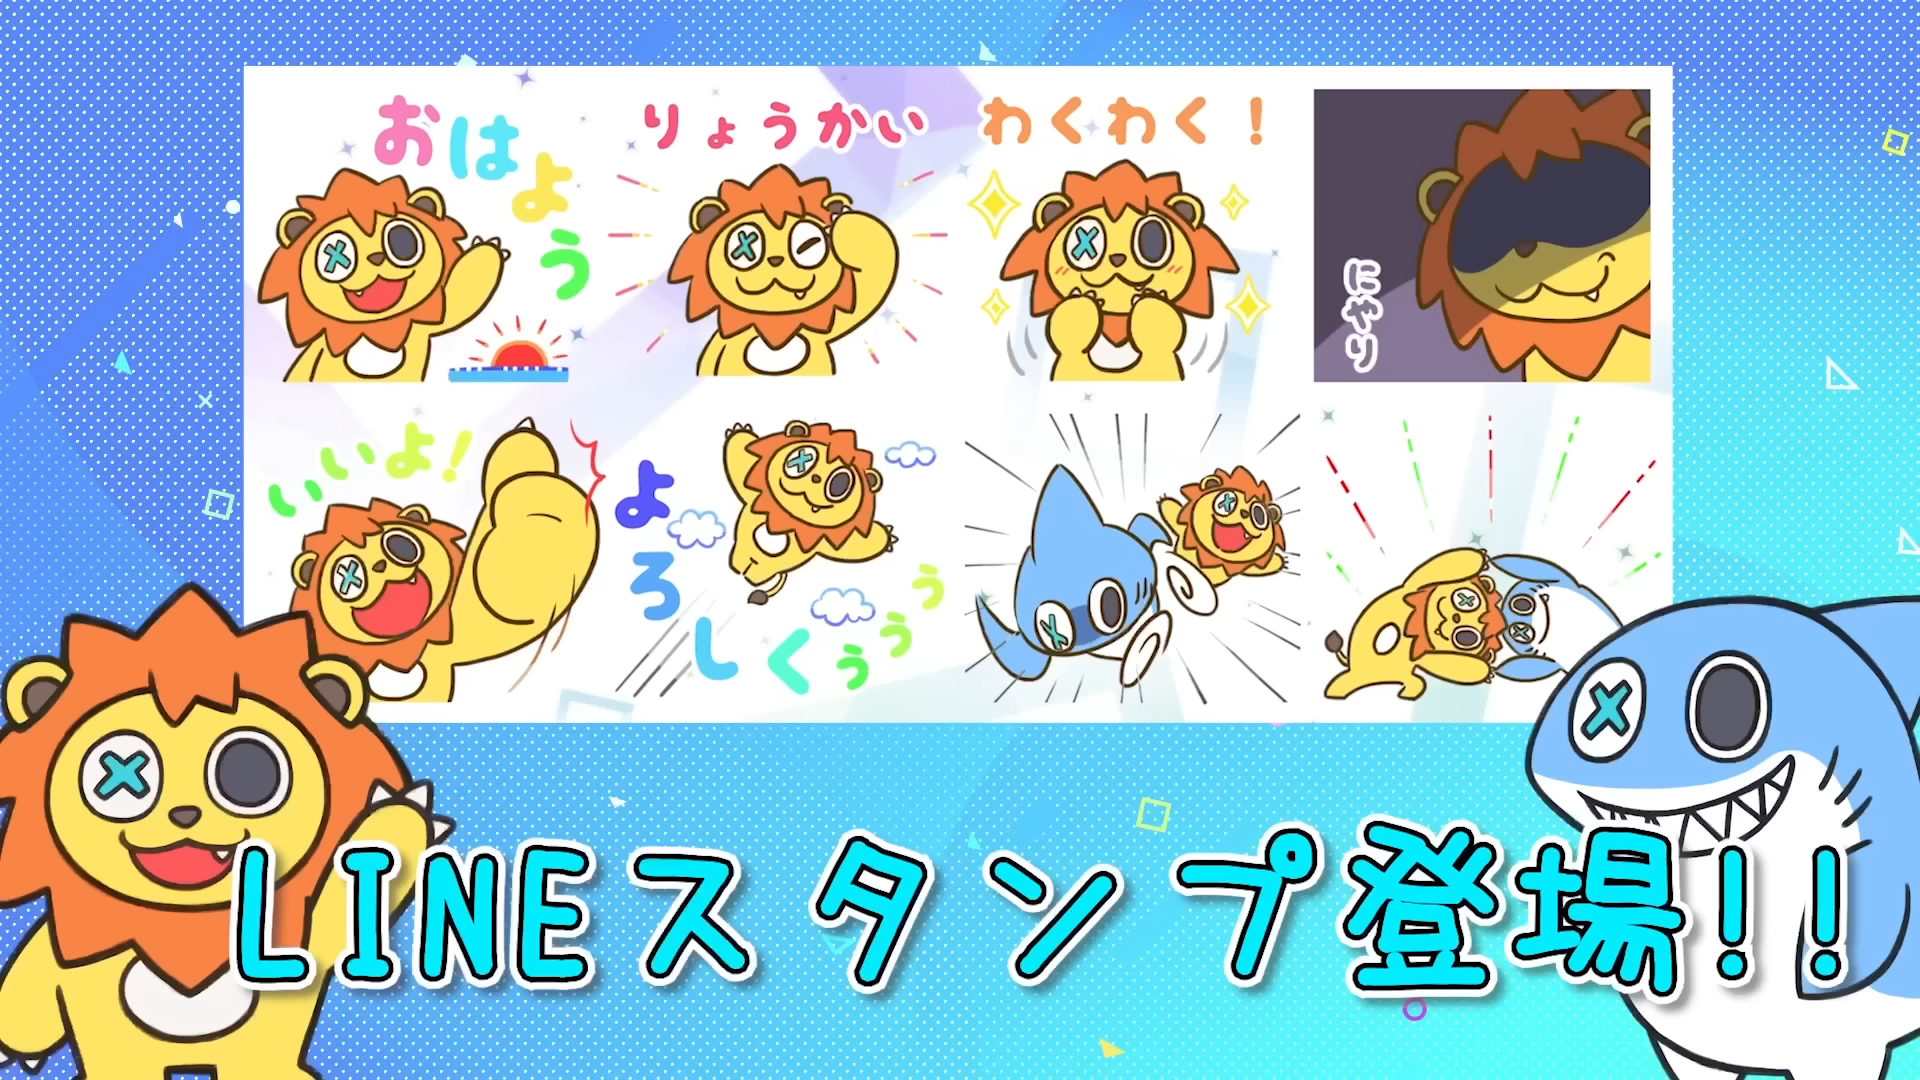 おはよう
りょうかい
わくわく！
にやり
いいよ！
よろしくぅぅぅ
LINEスタンプ登場!!